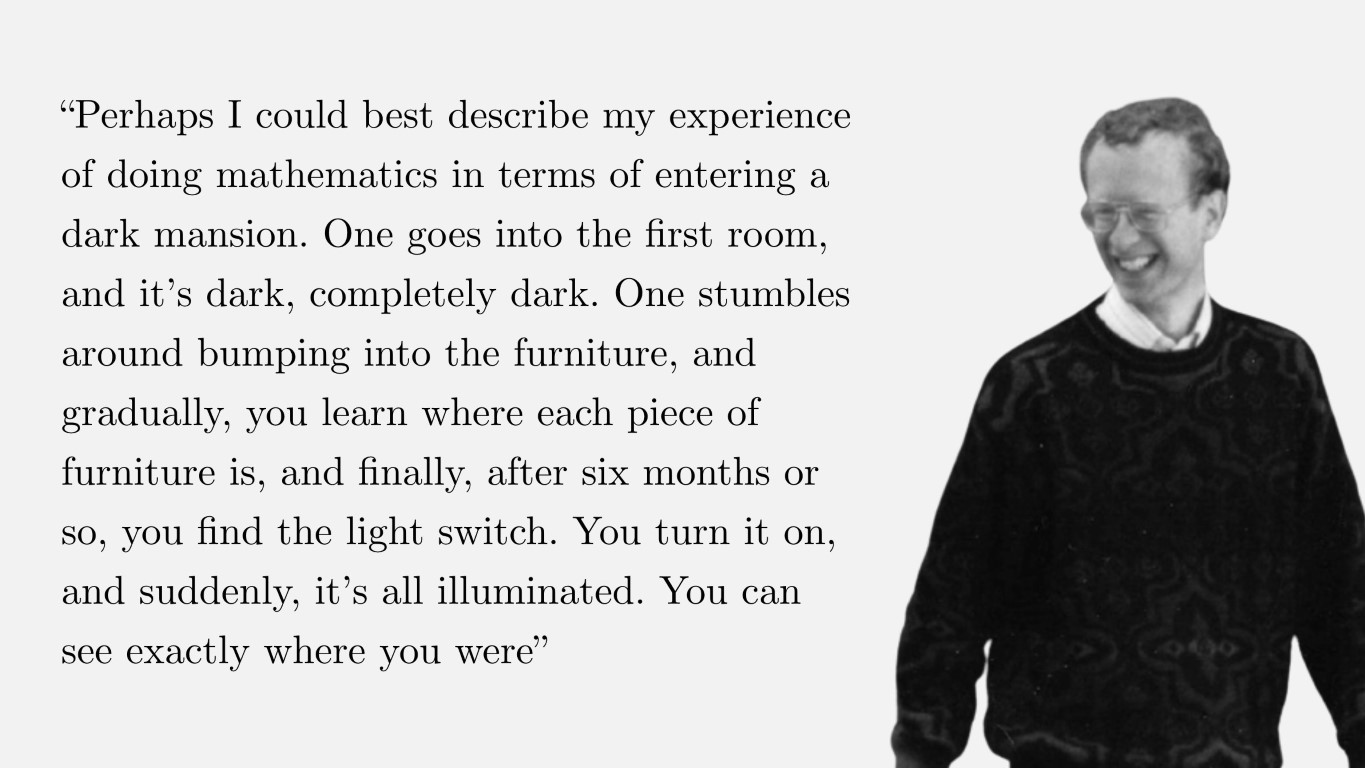 “Perhaps I could best describe my experience
of doing mathematics in terms of entering a
dark mansion. One goes into the first room,
and it’s dark, completely dark. One stumbles
around bumping into the furniture, and
gradually, you learn where each piece of
furniture is, and finally, after six months or
so, you find the light switch. You turn it on,
and suddenly, it’s all illuminated. You can
see exactly where you were”